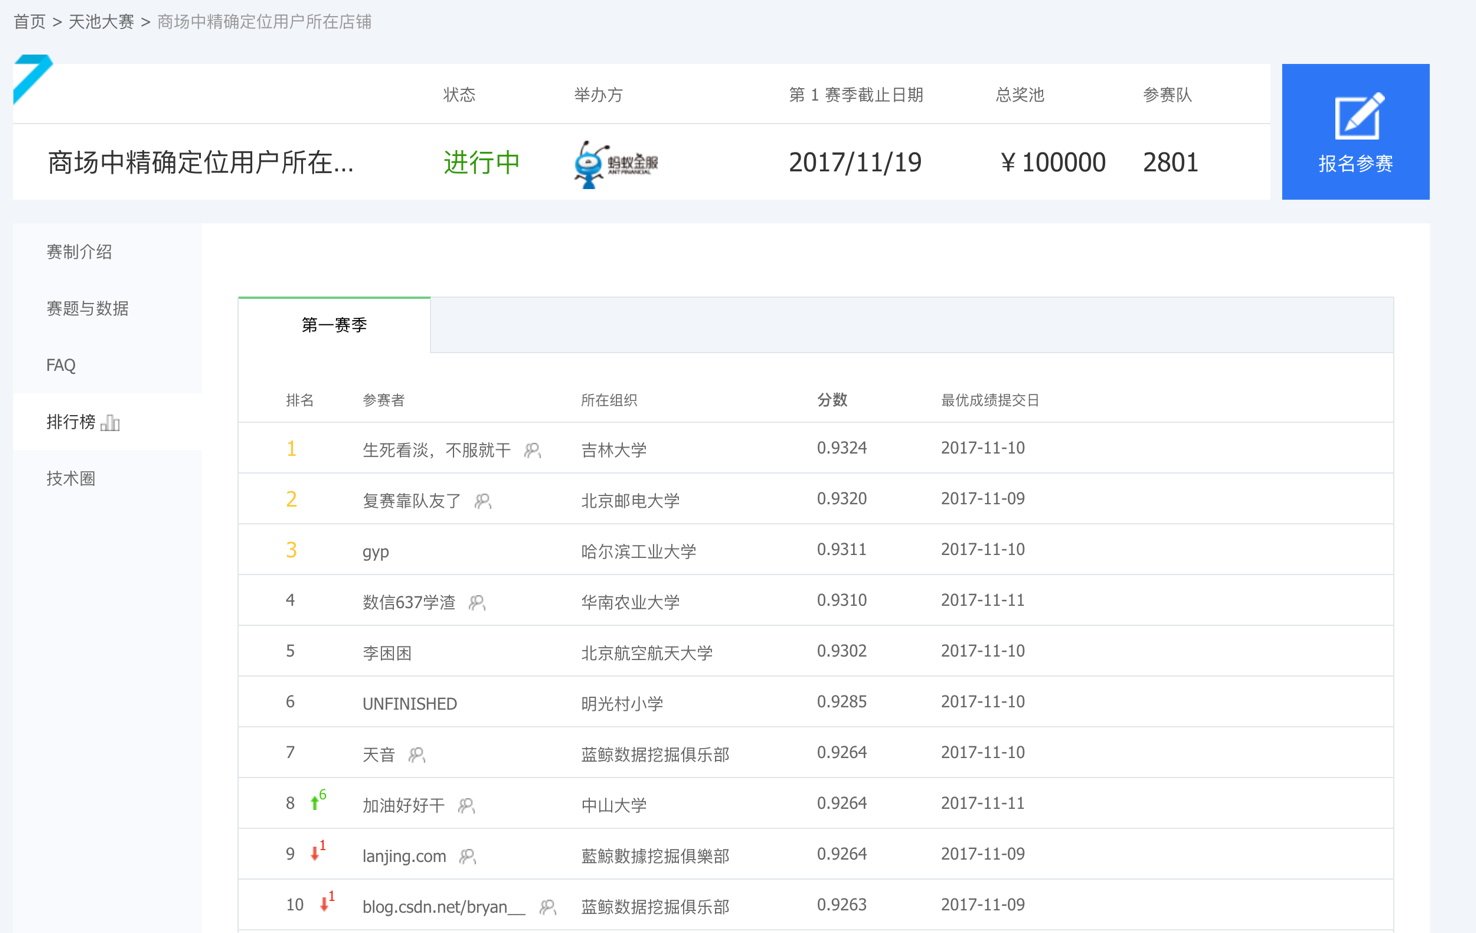 首页 > 天池大赛 > 商场中精确定位用户所在店铺
状态 举办方 第 1 赛季截止日期 总奖池 参赛队
商场中精确定位用户所在... 进行中 蚂蚁金服 ANT FINANCIAL 2017/11/19 ￥100000 2801
报名参赛
赛制介绍
赛题与数据
FAQ
排行榜
技术圈
第一赛季
排名 参赛者 所在组织 分数 最优成绩提交日
1 生死看淡，不服就干 吉林大学 0.9324 2017-11-10
2 复赛靠队友了 北京邮电大学 0.9320 2017-11-09
3 gyp 哈尔滨工业大学 0.9311 2017-11-10
4 数信637学渣 华南农业大学 0.9310 2017-11-11
5 李困困 北京航空航天大学 0.9302 2017-11-10
6 UNFINISHED 明光村小学 0.9285 2017-11-10
7 天音 蓝鲸数据挖掘俱乐部 0.9264 2017-11-10
8 6 加油好好干 中山大学 0.9264 2017-11-11
9 1 lanjing.com 藍鯨數據挖掘俱樂部 0.9264 2017-11-09
10 1 blog.csdn.net/bryan__ 蓝鲸数据挖掘俱乐部 0.9263 2017-11-09